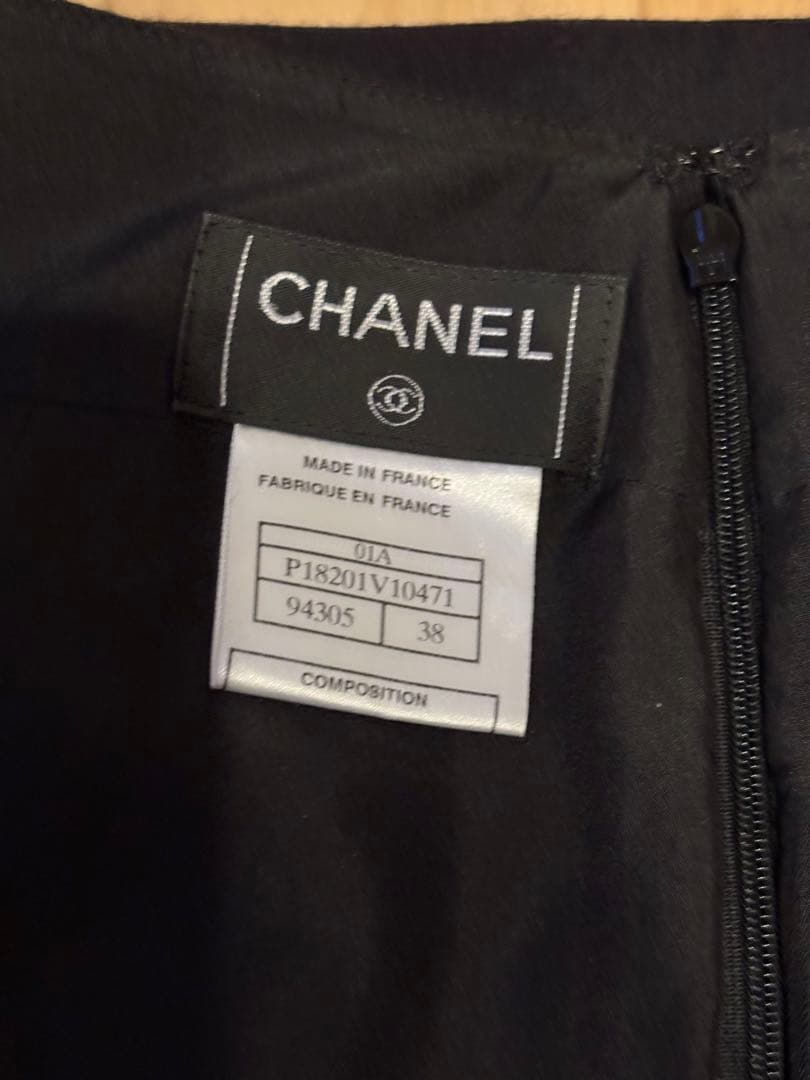 CHANEL
MADE IN FRANCE
FABRIQUE EN FRANCE
01A
P18201V10471
94305 38
COMPOSITION